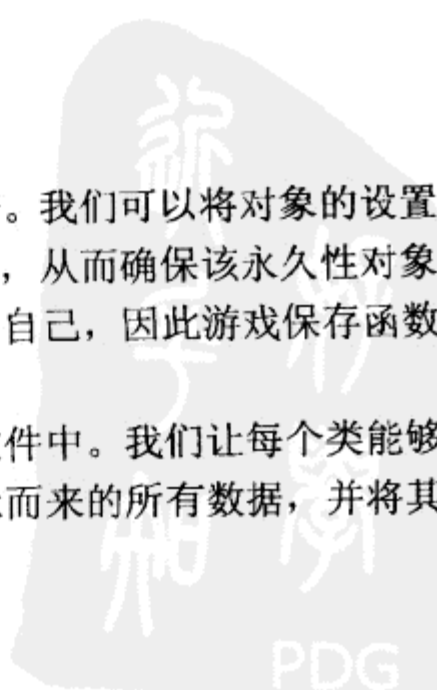 。我们可以将对象的设置
，从而确保该永久性对象
自己，因此游戏保存函数
件中。我们让每个类能够
而来的所有数据，并将其
PDG